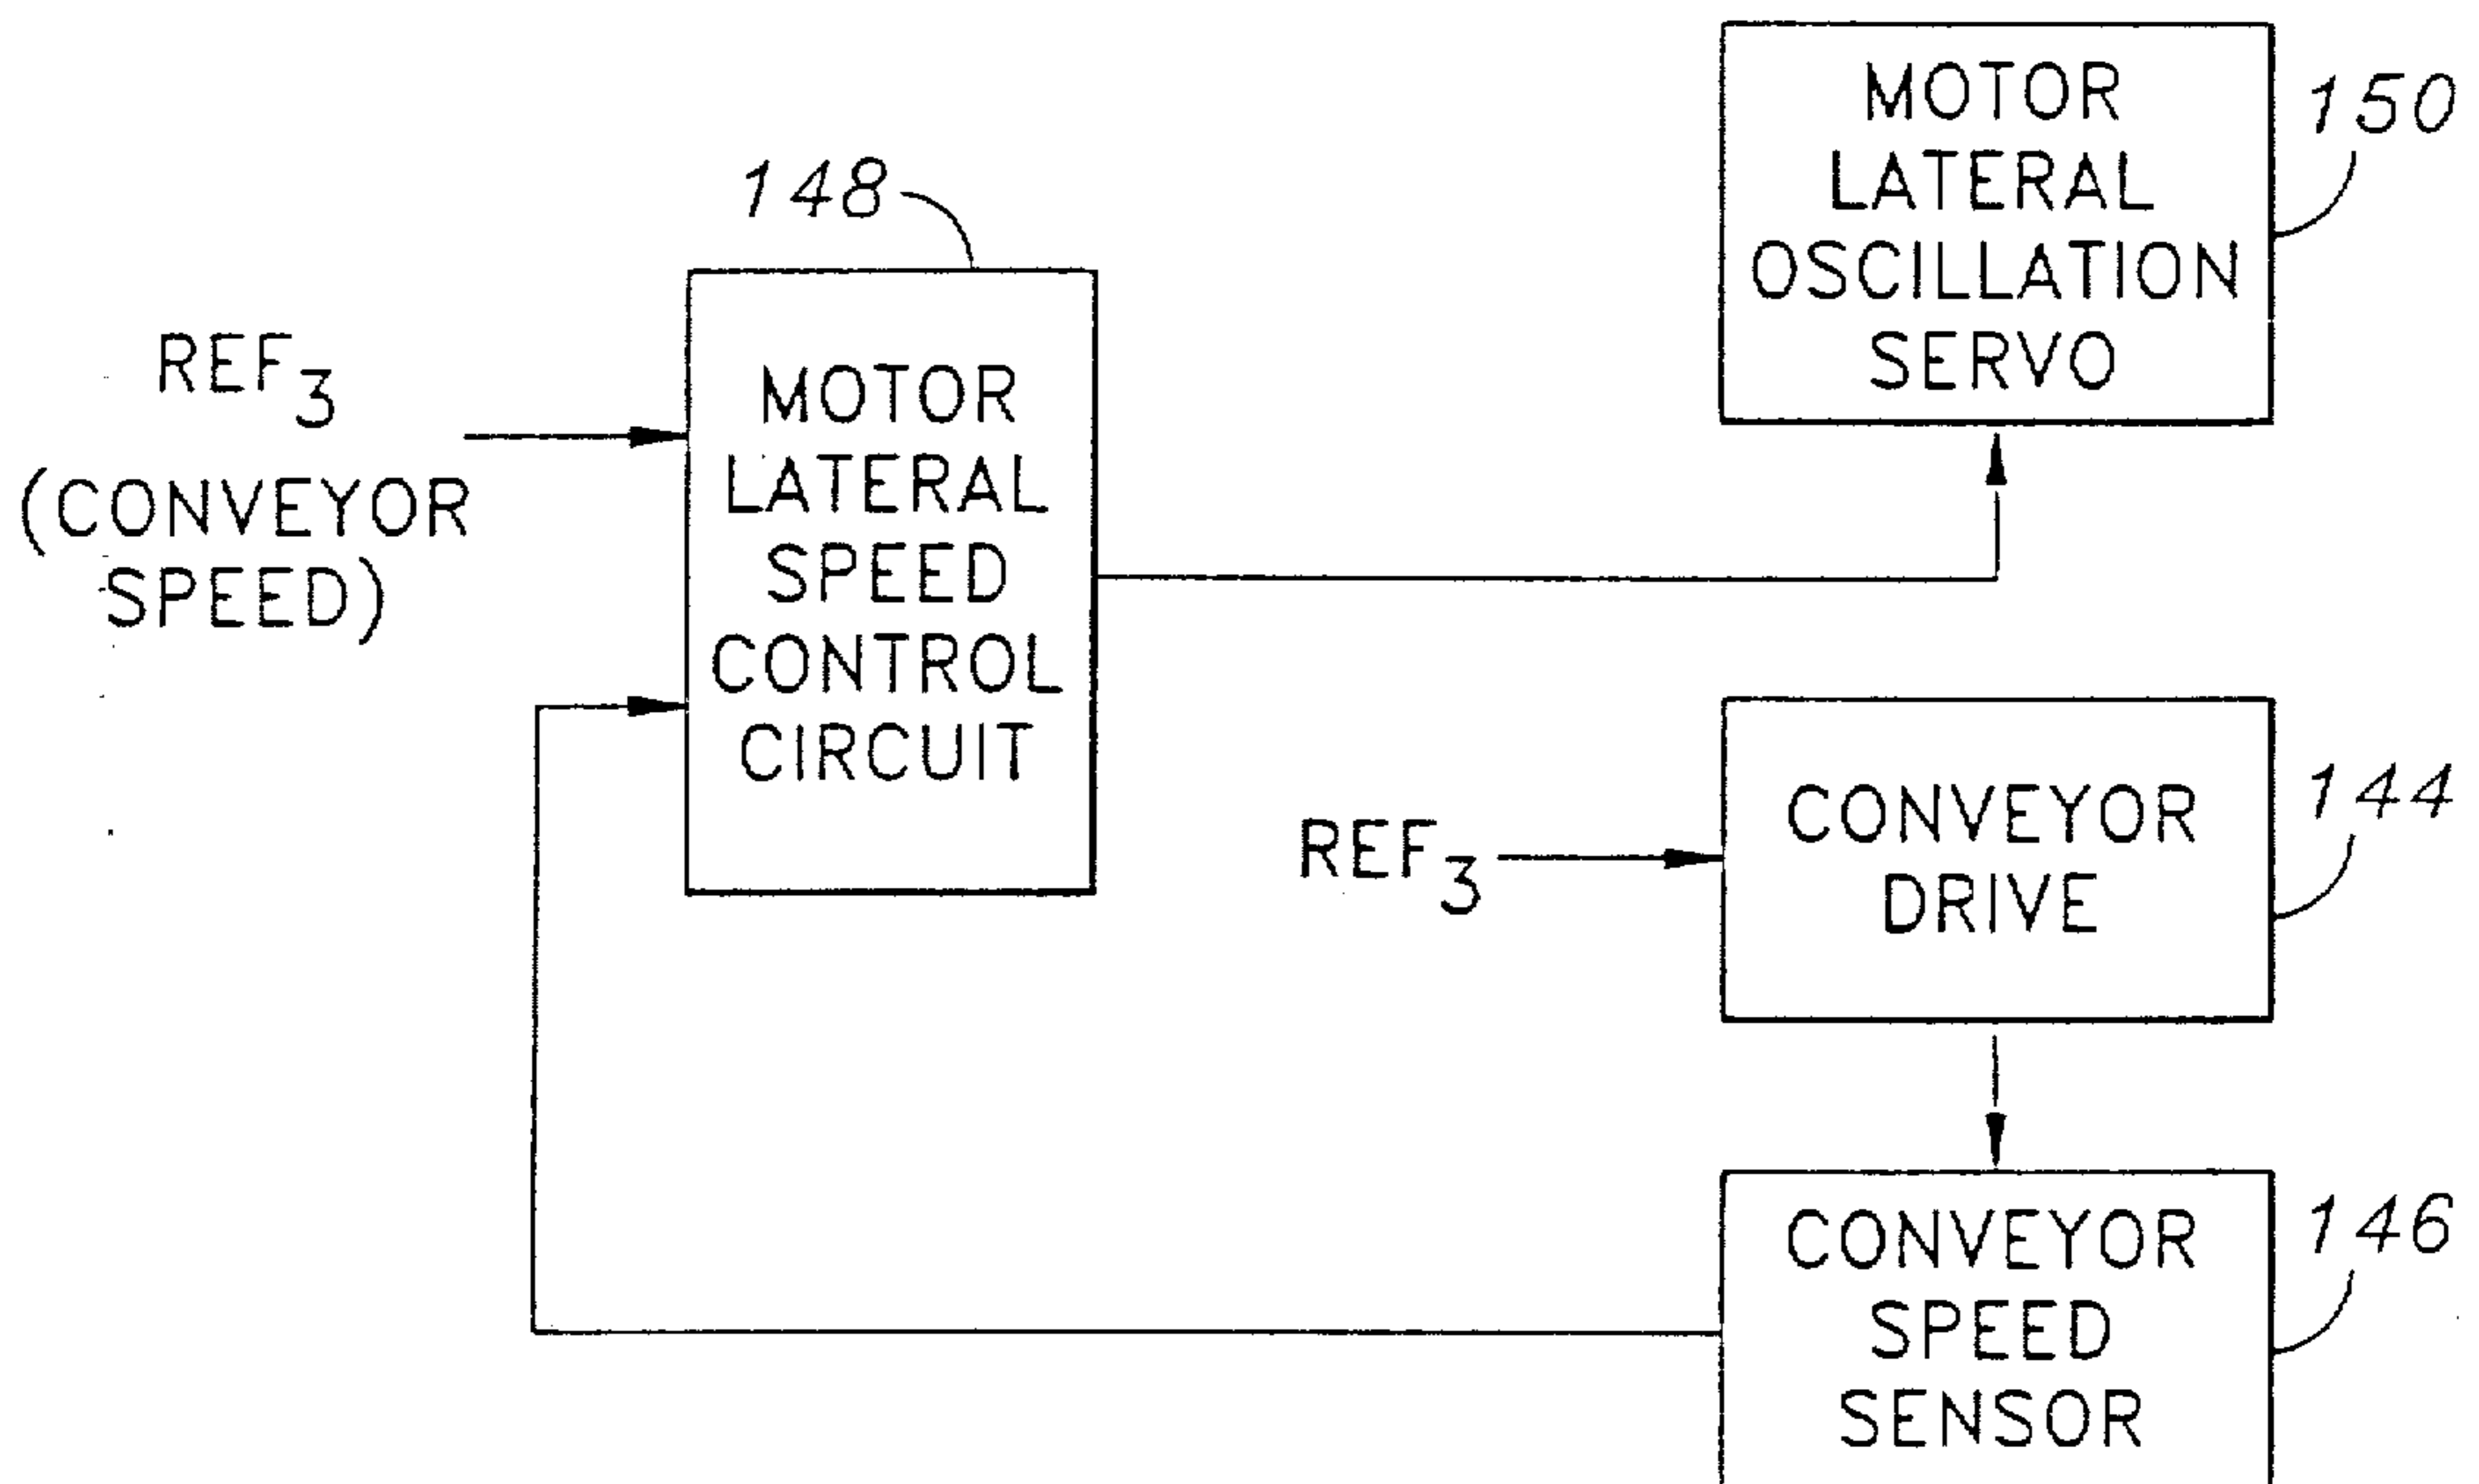 MOTOR
LATERAL
OSCILLATION
SERVO
150
148
REF3
(CONVEYOR
SPEED)
MOTOR
LATERAL
SPEED
CONTROL
CIRCUIT
REF3
CONVEYOR
DRIVE
144
CONVEYOR
SPEED
SENSOR
146